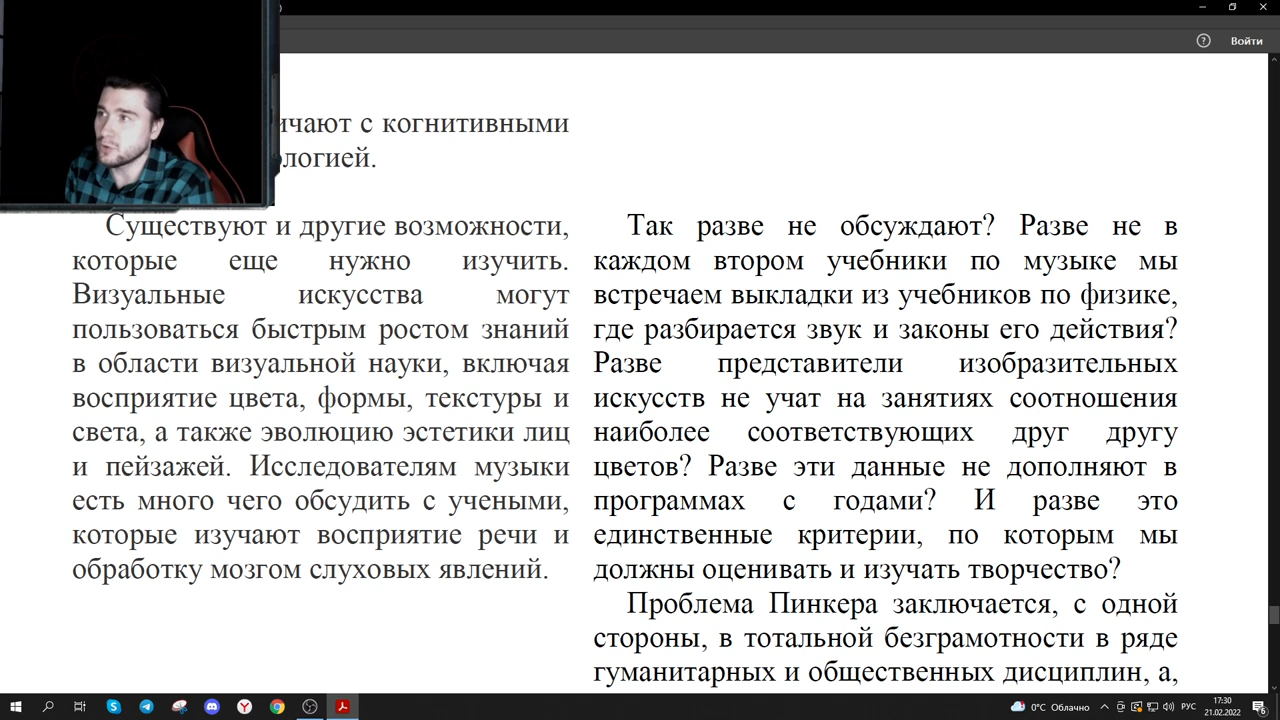 Войти
ичают с когнитивными
логией.
Существуют и другие возможности,
которые еще нужно изучить.
Визуальные искусства могут
пользоваться быстрым ростом знаний
в области визуальной науки, включая
восприятие цвета, формы, текстуры и
света, а также эволюцию эстетики лиц
и пейзажей. Исследователям музыки
есть много чего обсудить с учеными,
которые изучают восприятие речи и
обработку мозгом слуховых явлений.
Так разве не обсуждают? Разве не в
каждом втором учебники по музыке мы
встречаем выкладки из учебников по физике,
где разбирается звук и законы его действия?
Разве представители изобразительных
искусств не учат на занятиях соотношения
наиболее соответствующих друг другу
цветов? Разве эти данные не дополняют в
программах с годами? И разве это
единственные критерии, по которым мы
должны оценивать и изучать творчество?
Проблема Пинкера заключается, с одной
стороны, в тотальной безграмотности в ряде
гуманитарных и общественных дисциплин, а,
0°C Облачно
РУС
17:30
21.02.2022
6